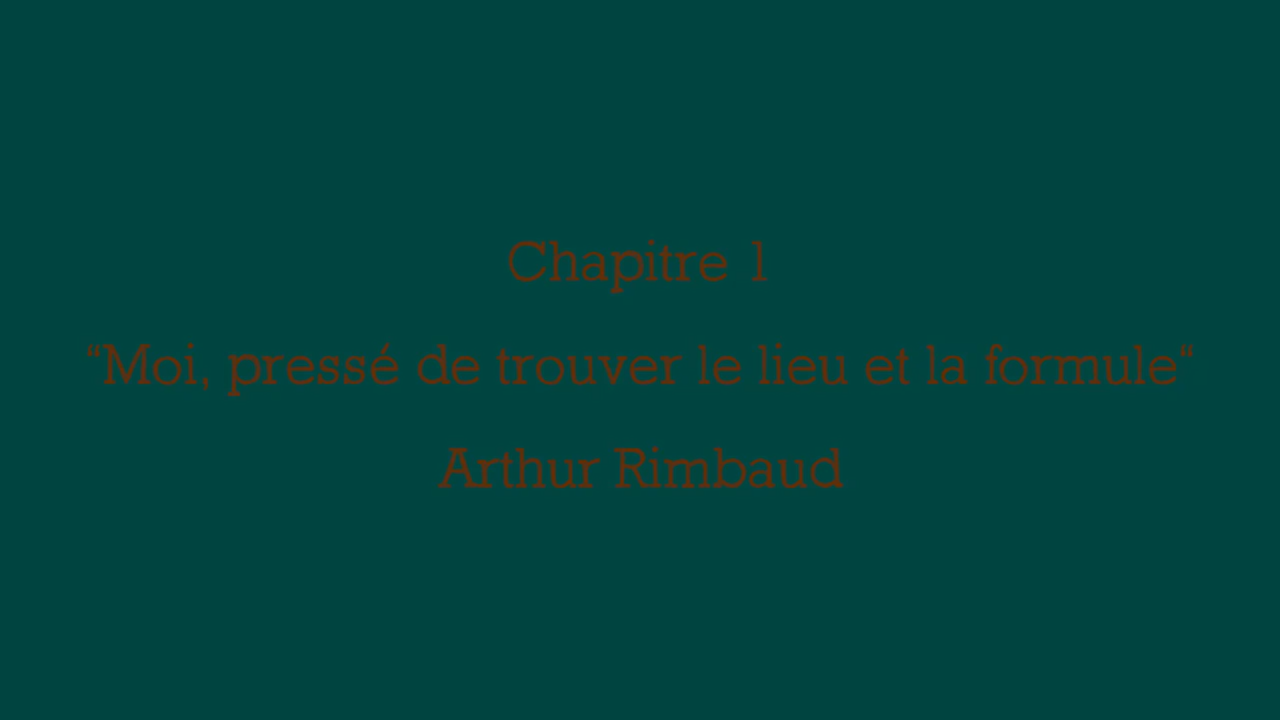 Chapitre 1
“Moi, pressé de trouver le lieu et la formule“
Arthur Rimbaud